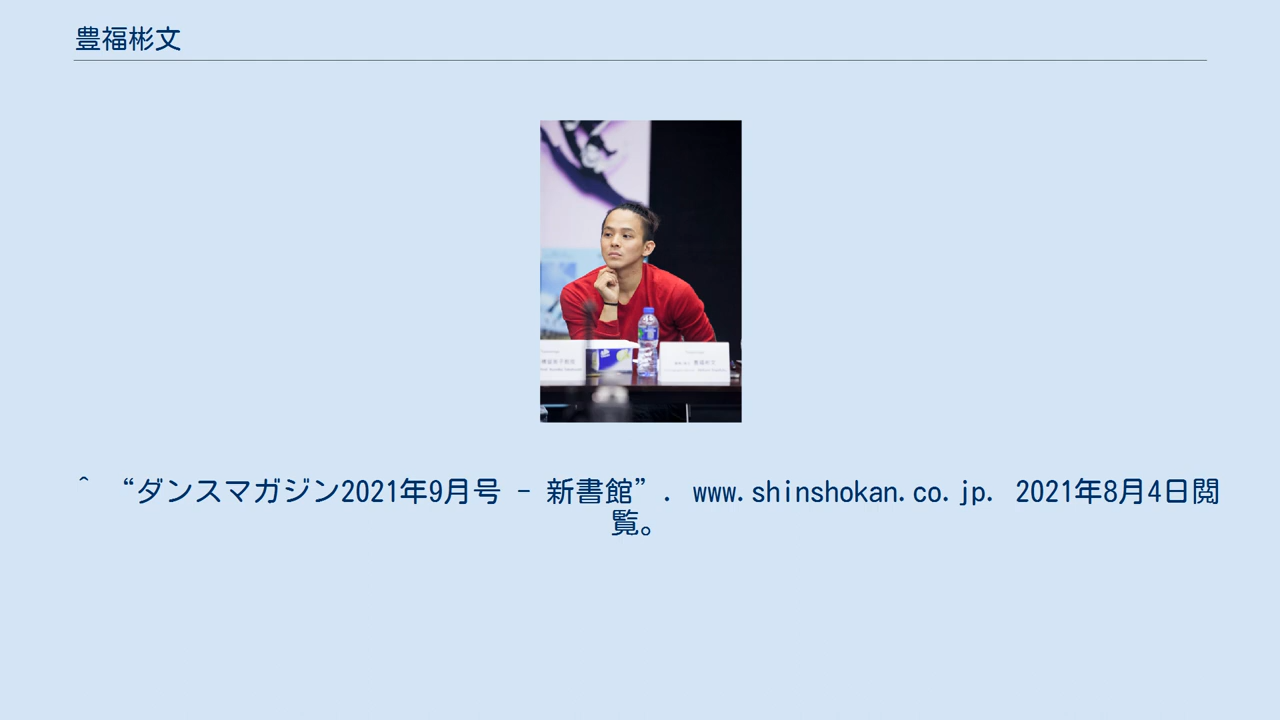 豊福彬文
^ “ダンスマガジン2021年9月号 - 新書館”. www.shinshokan.co.jp. 2021年8月4日閲
覧。